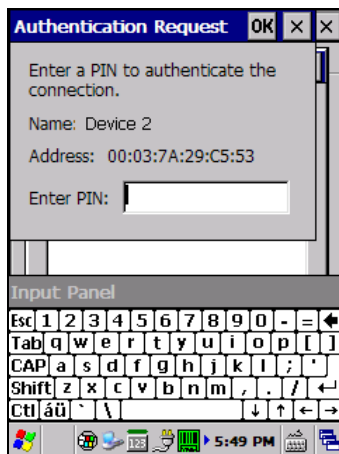 Authentication Request OK × ×
Enter a PIN to authenticate the
connection.
Name: Device 2
Address: 00:03:7A:29:C5:53
Enter PIN:
Input Panel
Esc 1 2 3 4 5 6 7 8 9 0 - =
Tab q w e r t y u i o p [ ]
CAP a s d f g h j k l ; '
Shift z x c v b n m , . /
Ctl áü ` \
123 5:49 PM